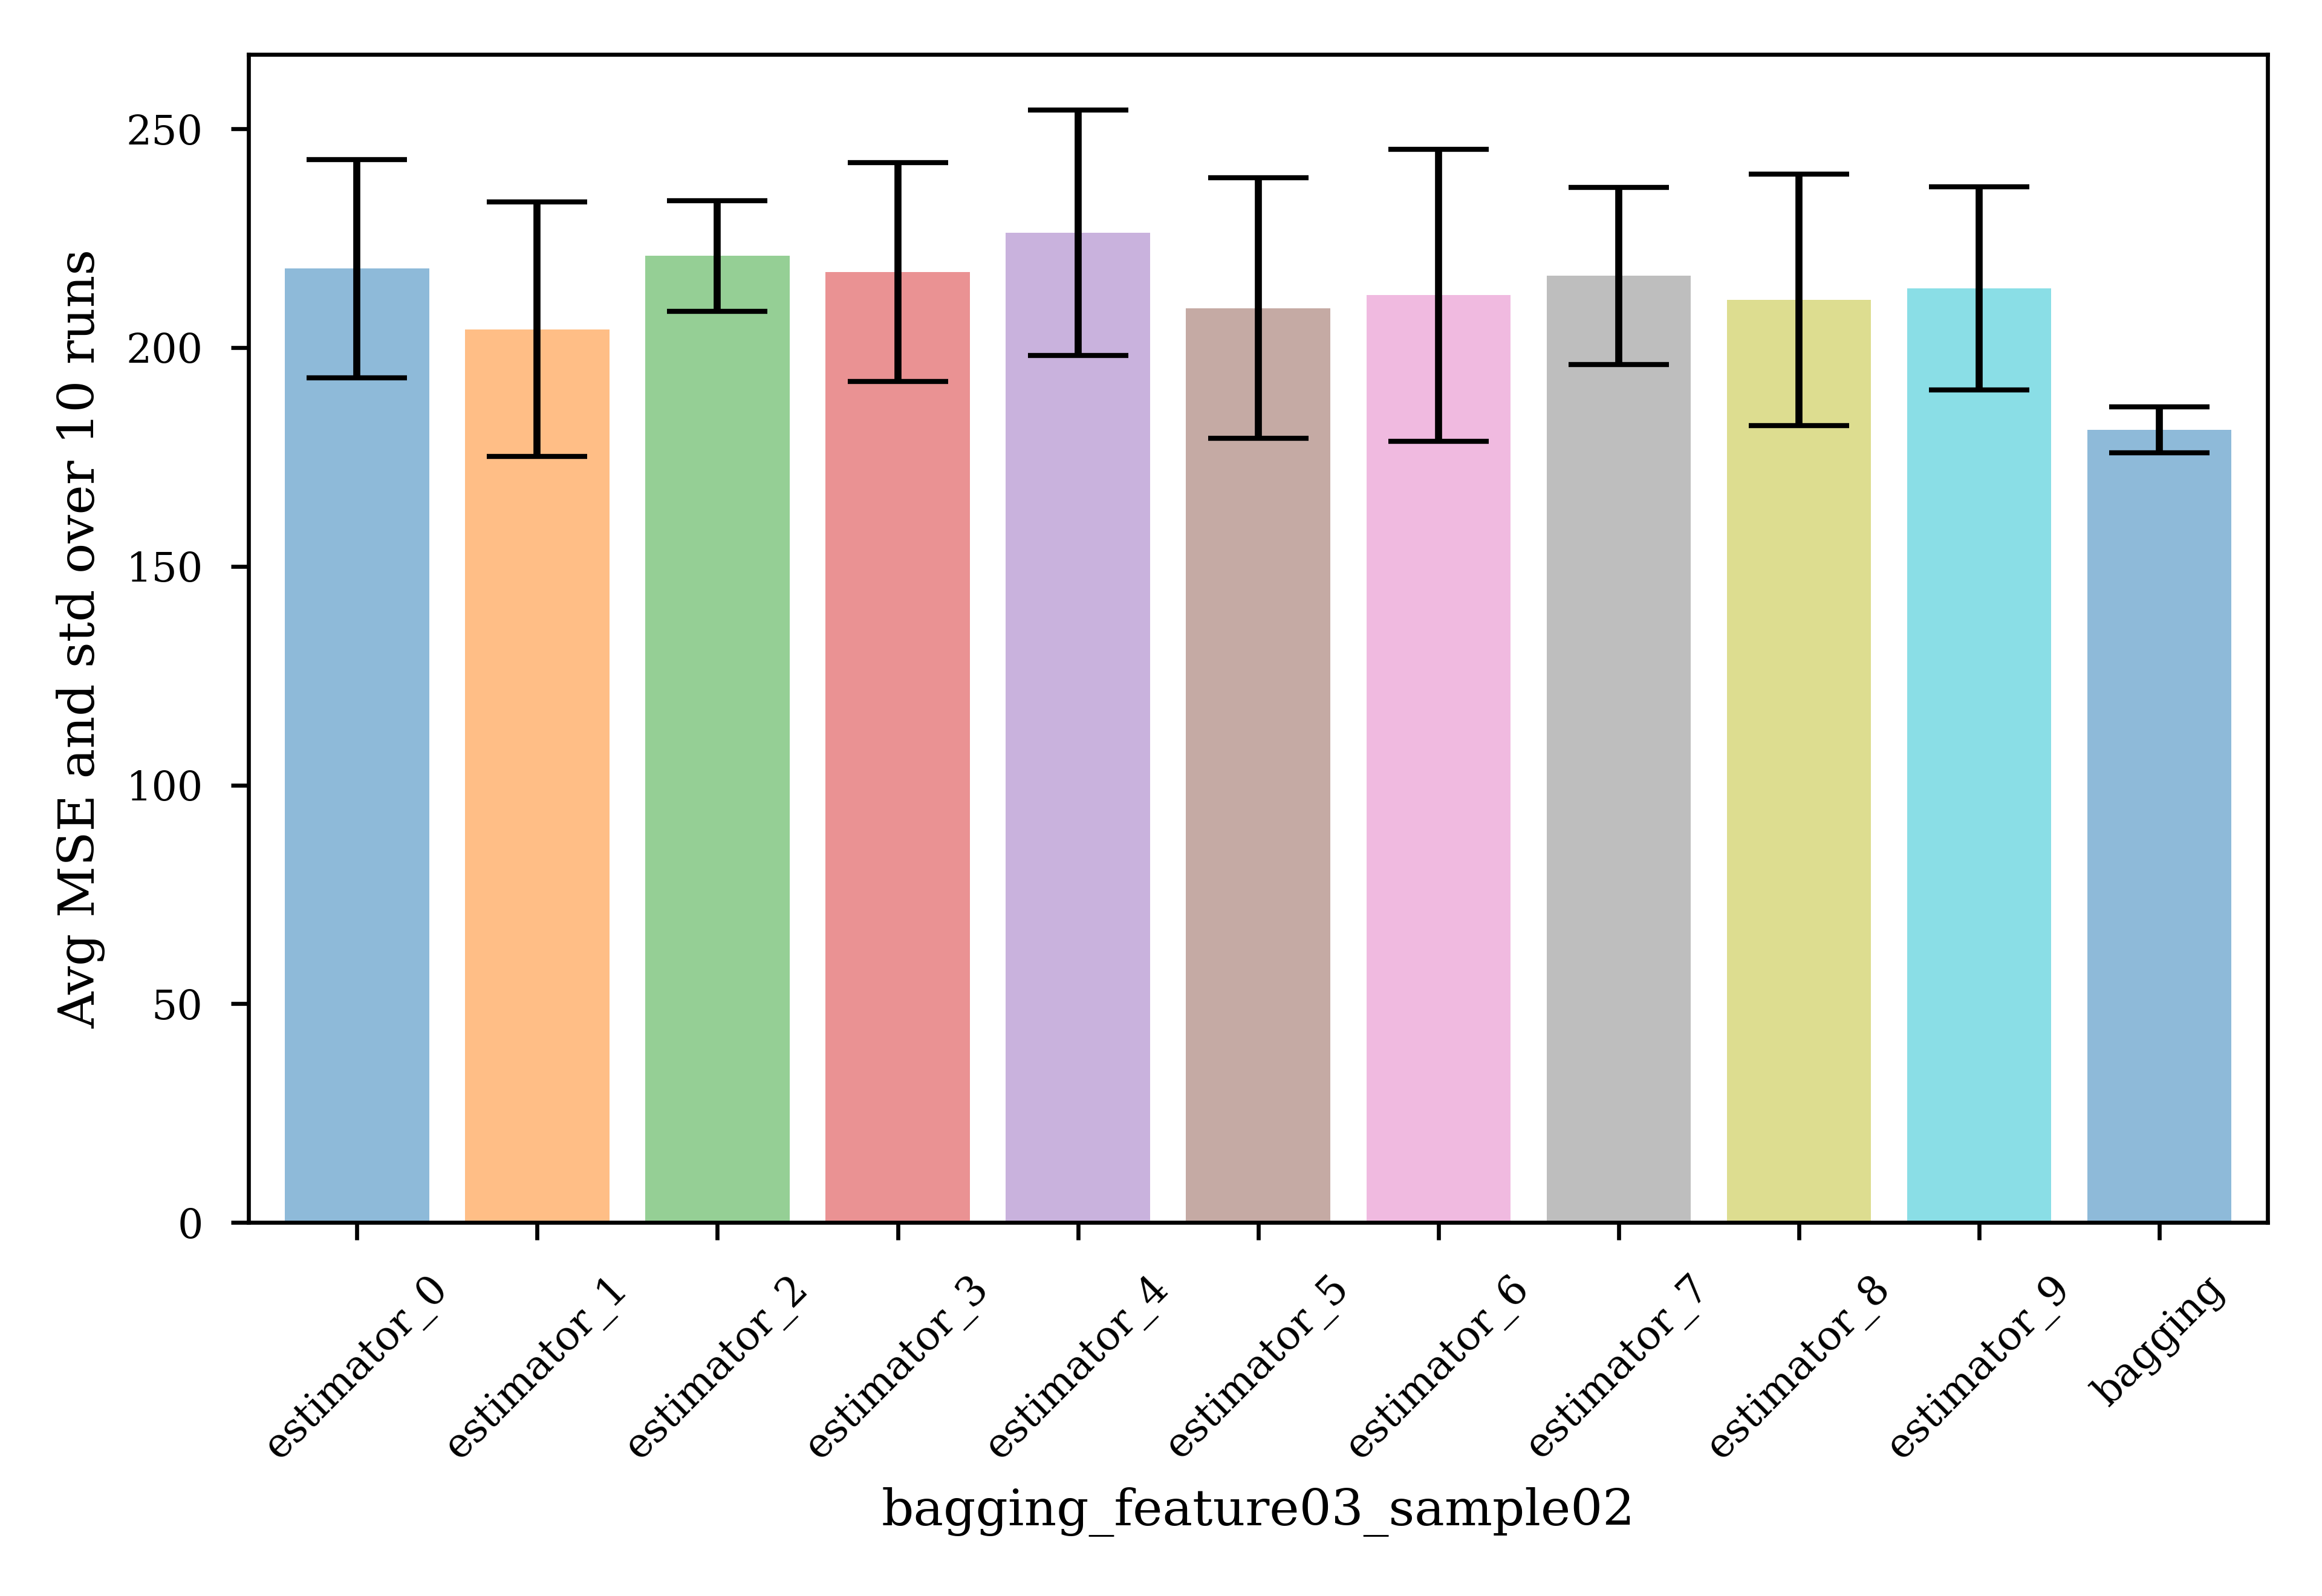 Avg MSE and std over 10 runs
250
200
150
100
50
0
estimator_0
estimator_1
estimator_2
estimator_3
estimator_4
estimator_5
estimator_6
estimator_7
estimator_8
estimator_9
bagging
bagging_feature03_sample02